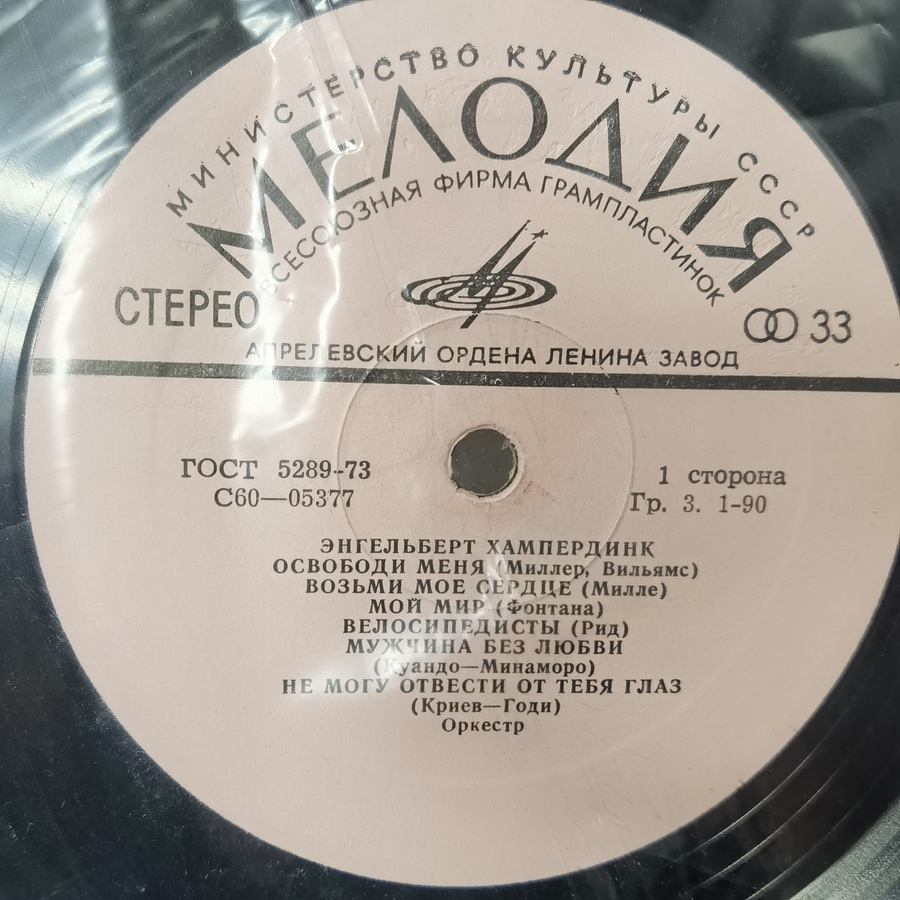 МИНИСТЕРСТВО КУЛЬТУРЫ СССР
МЕЛОДИЯ
ВСЕСОЮЗНАЯ ФИРМА ГРАМПЛАСТИНОК
СТЕРЕО
33
АПРЕЛЕВСКИЙ ОРДЕНА ЛЕНИНА ЗАВОД
ГОСТ 5289-73
С60—05377
1 сторона
Гр. 3. 1-90
ЭНГЕЛЬБЕРТ ХАМПЕРДИНК
ОСВОБОДИ МЕНЯ (Миллер, Вильямс)
ВОЗЬМИ МОЕ СЕРДЦЕ (Милле)
МОЙ МИР (Фонтана)
ВЕЛОСИПЕДИСТЫ (Рид)
МУЖЧИНА БЕЗ ЛЮБВИ
(Куандо—Минаморо)
НЕ МОГУ ОТВЕСТИ ОТ ТЕБЯ ГЛАЗ
(Криев—Годи)
Оркестр